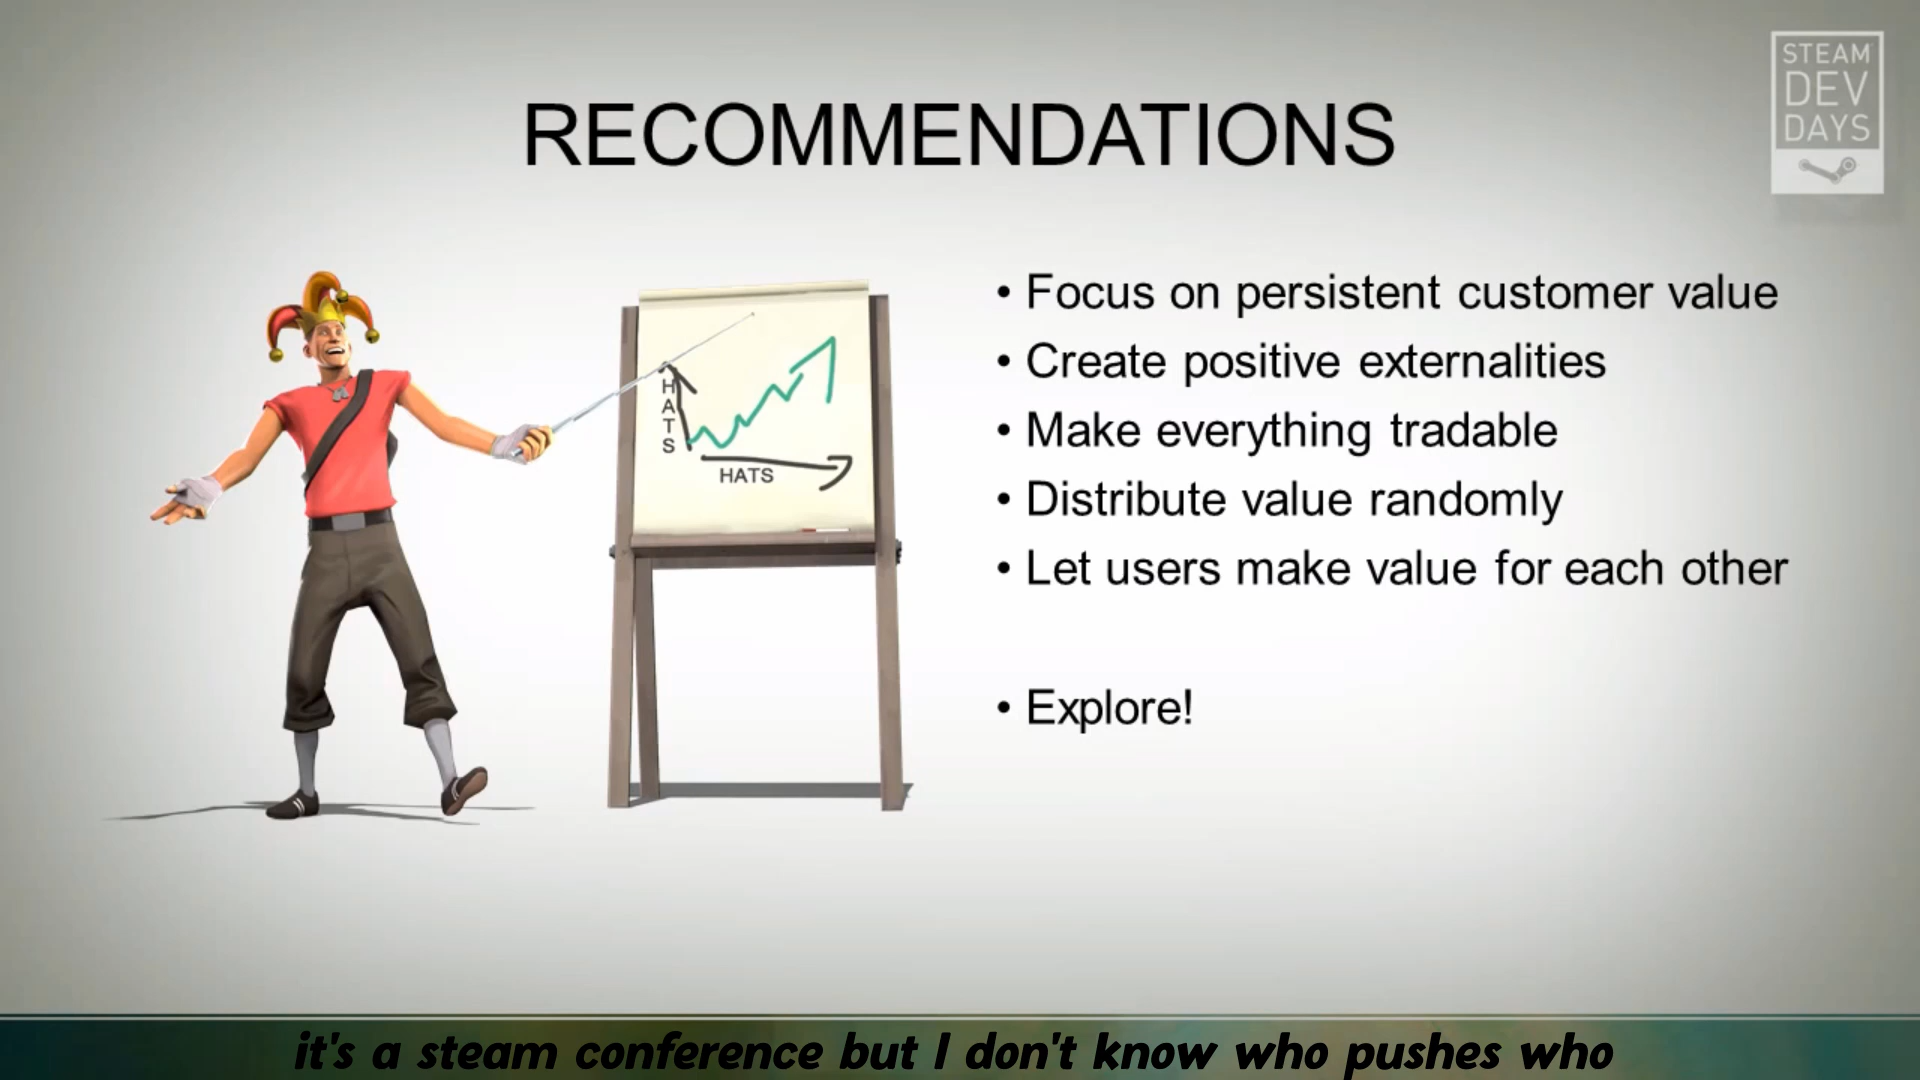 STEAM
DEV
DAYS
RECOMMENDATIONS
HATS
HATS
• Focus on persistent customer value
• Create positive externalities
• Make everything tradable
• Distribute value randomly
• Let users make value for each other
• Explore!
it's a steam conference but I don't know who pushes who